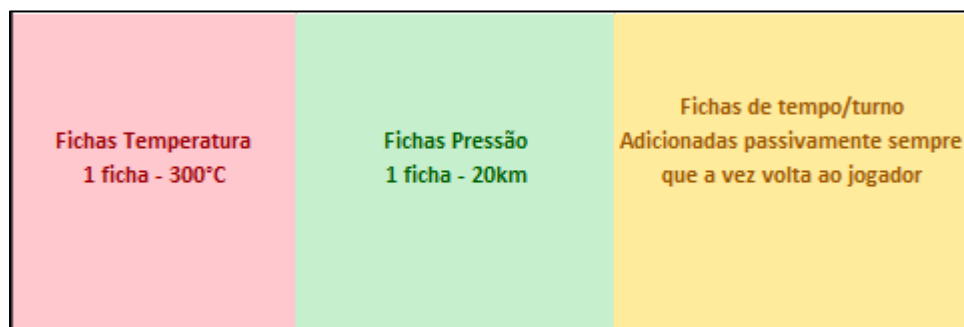 Fichas Temperatura
1 ficha - 300°C
Fichas Pressão
1 ficha - 20km
Fichas de tempo/turno
Adicionadas passivamente sempre
que a vez volta ao jogador